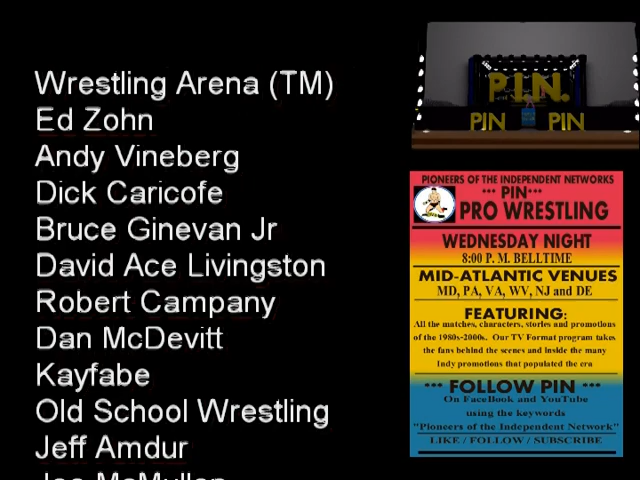 Wrestling Arena (TM)
Ed Zohn
Andy Vineberg
Dick Caricofe
Bruce Ginevan Jr
David Ace Livingston
Robert Campany
Dan McDevitt
Kayfabe
Old School Wrestling
Jeff Amdur
P.I.N.
PIN PIN
PIONEERS OF THE INDEPENDENT NETWORKS
*** PIN***
PRO WRESTLING
WEDNESDAY NIGHT
8:00 P. M. BELLTIME
MID-ATLANTIC VENUES
MD, PA, VA, WV, NJ and DE
FEATURING:
All the matches, characters, stories and promotions
of the 1980s-2000s. Our TV Format program takes
the fans behind the scenes and inside the many
Indy promotions that populated the era
*** FOLLOW PIN ***
On FaceBook and YouTube
using the keywords
"Pioneers of the Independent Network"
LIKE / FOLLOW / SUBSCRIBE